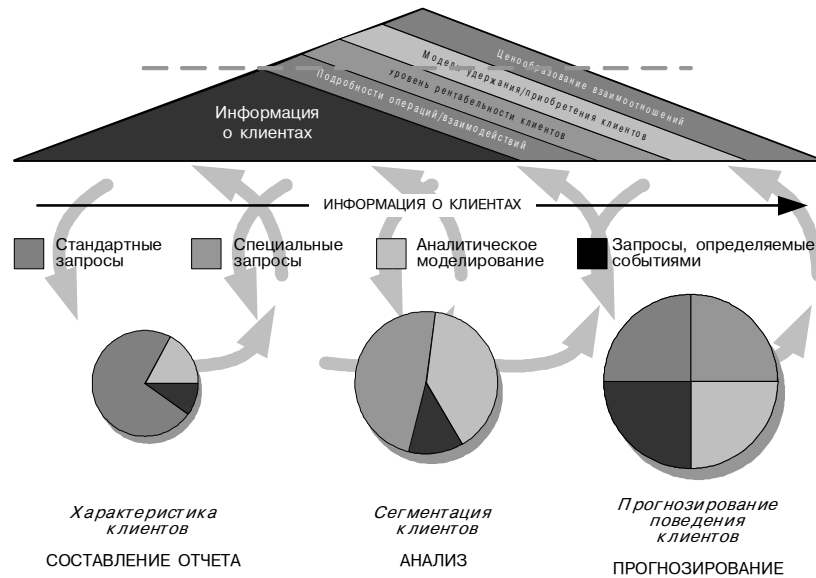 Ценообразование взаимоотношений
Модель удержания/приобретения клиентов
уровень рентабельности клиентов
Подробности операций/взаимодействий
Информация
о клиентах
ИНФОРМАЦИЯ О КЛИЕНТАХ
Стандартные
запросы
Специальные
запросы
Аналитическое
моделирование
Запросы, определяемые
событиями
Характеристика
клиентов
СОСТАВЛЕНИЕ ОТЧЕТА
Сегментация
клиентов
АНАЛИЗ
Прогнозирование
поведения
клиентов
ПРОГНОЗИРОВАНИЕ